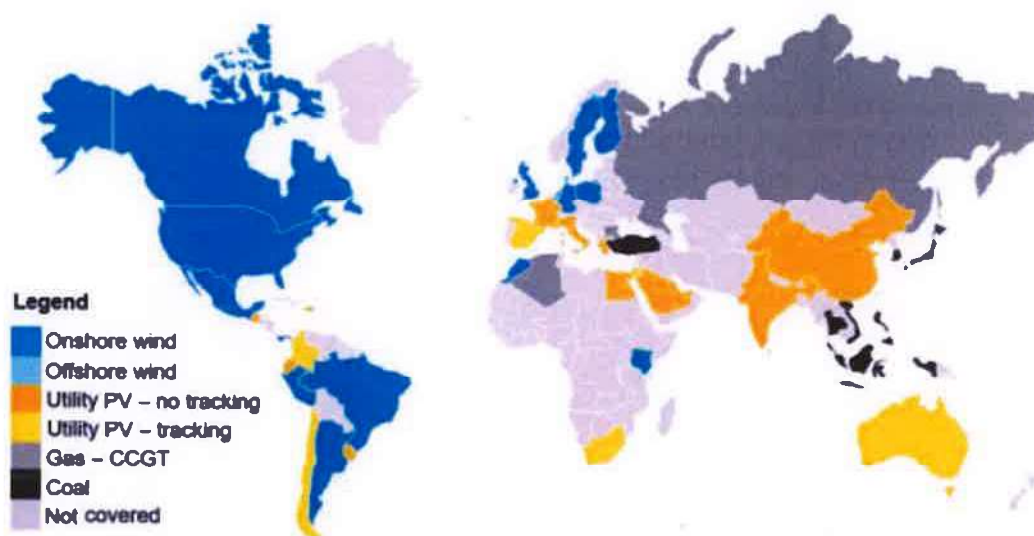 Legend
Onshore wind
Offshore wind
Utility PV – no tracking
Utility PV – tracking
Gas – CCGT
Coal
Not covered